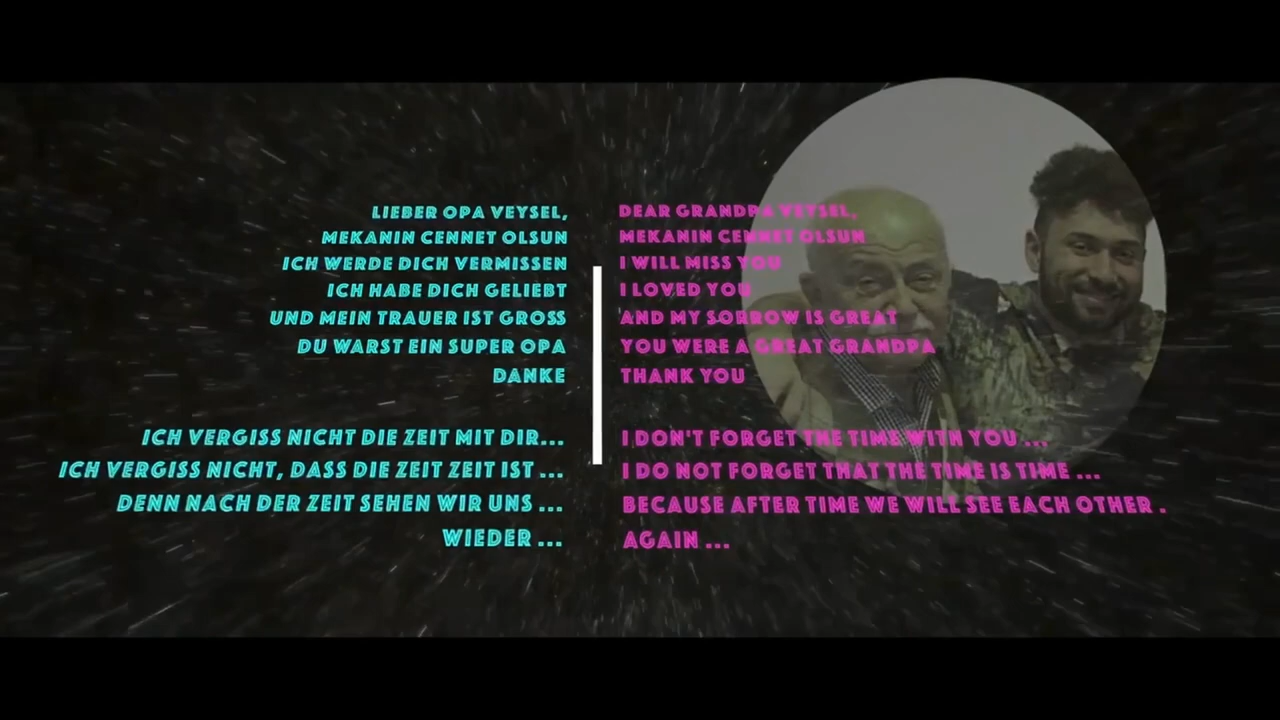 LIEBER OPA VEYSEL,
MEKANIN CENNET OLSUN
ICH WERDE DICH VERMISSEN
ICH HABE DICH GELIEBT
UND MEIN TRAUER IST GROSS
DU WARST EIN SUPER OPA
DANKE
ICH VERGISS NICHT DIE ZEIT MIT DIR...
ICH VERGISS NICHT, DASS DIE ZEIT ZEIT IST ...
DENN NACH DER ZEIT SEHEN WIR UNS ...
WIEDER ...
DEAR GRANDPA VEYSEL,
MEKANIN CENNET OLSUN
I WILL MISS YOU
I LOVED YOU
'AND MY SORROW IS GREAT
YOU WERE A GREAT GRANDPA
THANK YOU
I DON'T FORGET THE TIME WITH YOU ...
I DO NOT FORGET THAT THE TIME IS TIME ...
BECAUSE AFTER TIME WE WILL SEE EACH OTHER .
AGAIN ...